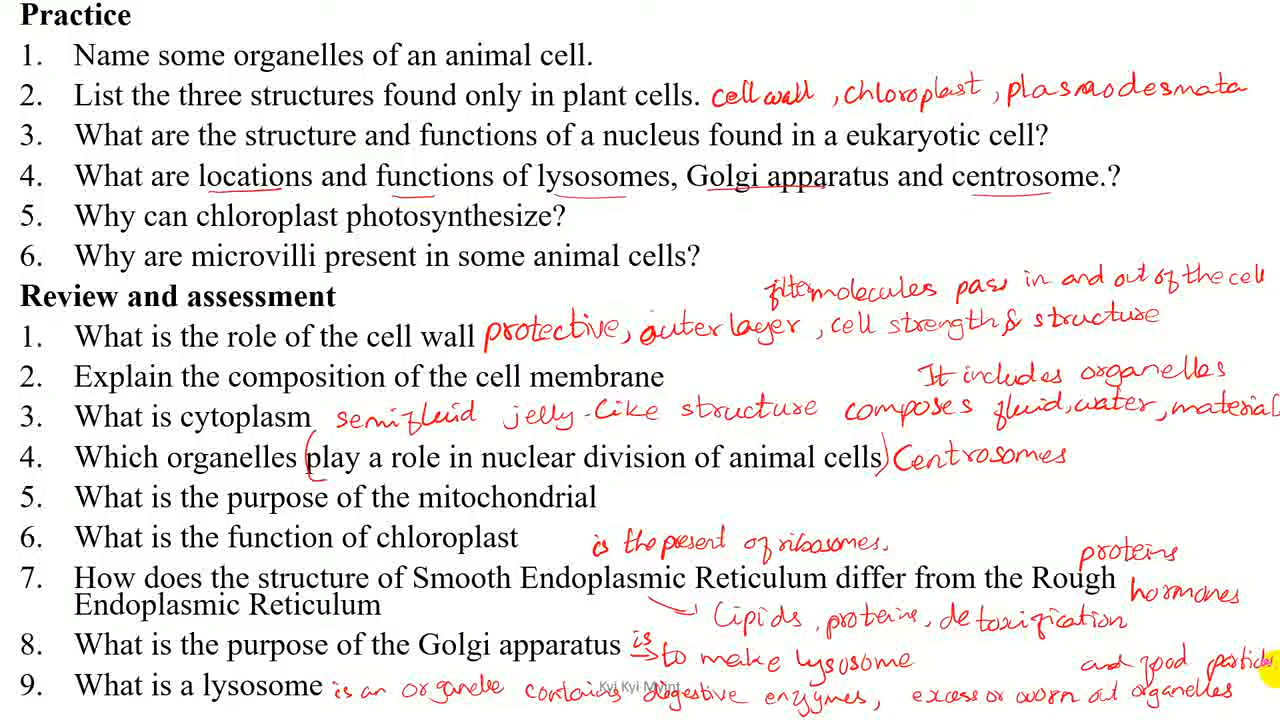 Practice
1. Name some organelles of an animal cell.
2. List the three structures found only in plant cells. cell wall, chloroplast, plasmodesmata
3. What are the structure and functions of a nucleus found in a eukaryotic cell?
4. What are locations and functions of lysosomes, Golgi apparatus and centrosome.?
5. Why can chloroplast photosynthesize?
6. Why are microvilli present in some animal cells?
Review and assessment
filter molecules pass in and out of the cell
1. What is the role of the cell wall protective, outer layer, cell strength & structure
2. Explain the composition of the cell membrane
It includes organelles
3. What is cytoplasm semifluid jelly-like structure composes fluid, water, material
4. Which organelles (play a role in nuclear division of animal cells) Centrosomes
5. What is the purpose of the mitochondrial
6. What is the function of chloroplast
is the present of ribosomes.
proteins
7. How does the structure of Smooth Endoplasmic Reticulum differ from the Rough
hormones
Endoplasmic Reticulum
Lipids, proteins, detoxification
8. What is the purpose of the Golgi apparatus is to make lysosome
and food particles
9. What is a lysosome is an organelle contains digestive enzymes, excess or worn out organelles
Kyi Kyi Myint